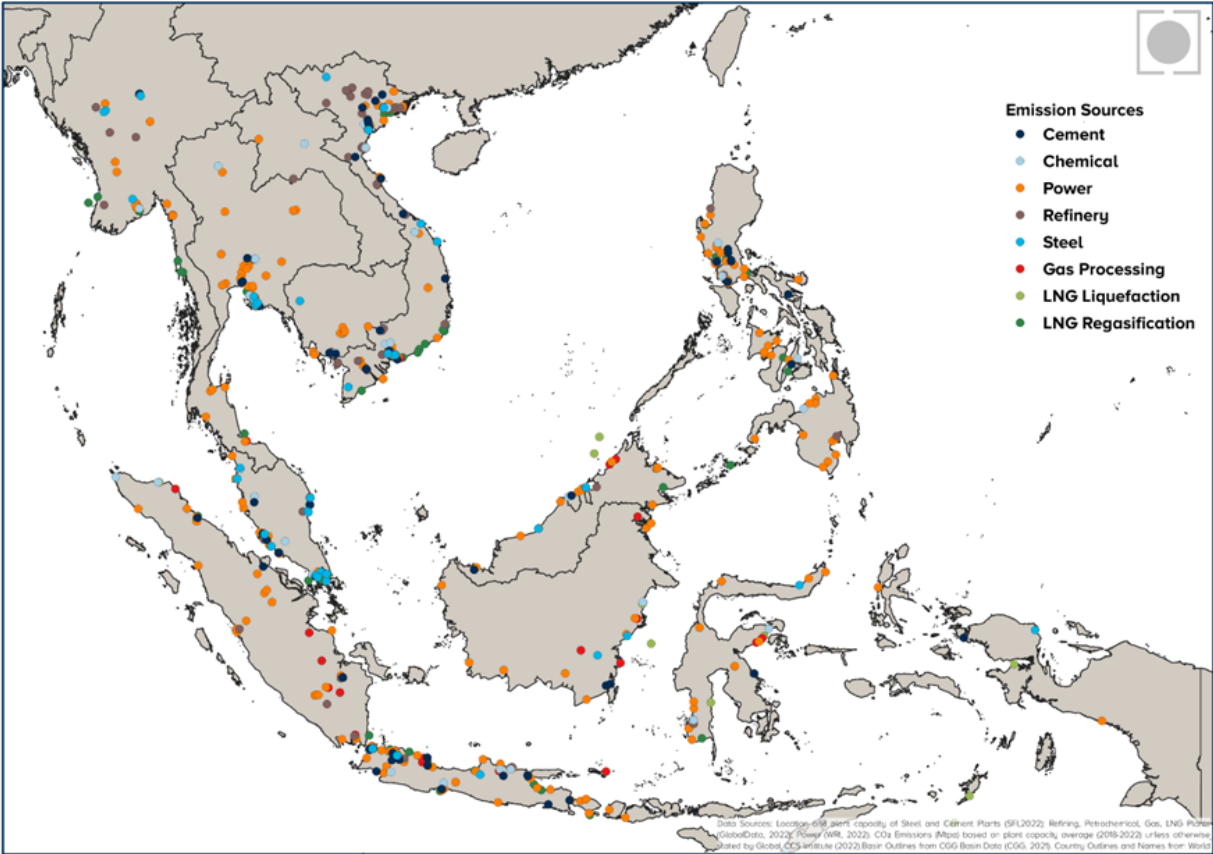 Emission Sources
Cement
Chemical
Power
Refinery
Steel
Gas Processing
LNG Liquefaction
LNG Regasification
Data Sources: Location and plant capacity of Steel and Cement Plants (SFI,2022); Refining, Petrochemical, Gas, LNG Plants
(GlobalData, 2022); Power (WRI, 2022). CO2 Emissions (Mtpa) based on plant capacity average (2018-2022) unless otherwise
stated by Global CCS Institute (2022).Basin Outlines from CGG Basin Data (CGG, 2021). Country Outlines and Names from World